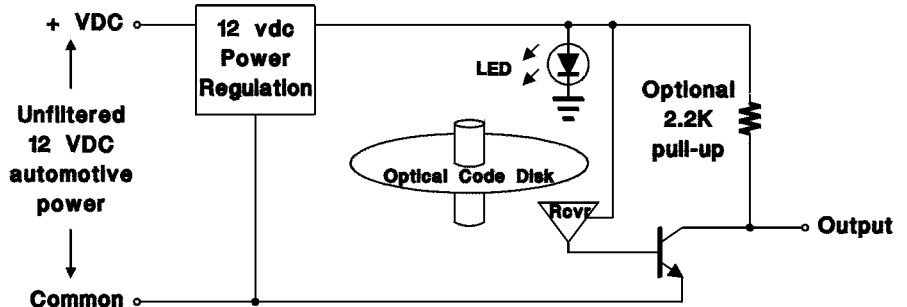 + VDC
12 vdc
Power
Regulation
LED
Optional
2.2K
pull-up
Unfiltered
12 VDC
automotive
power
Optical Code Disk
Rcvr
Output
Common